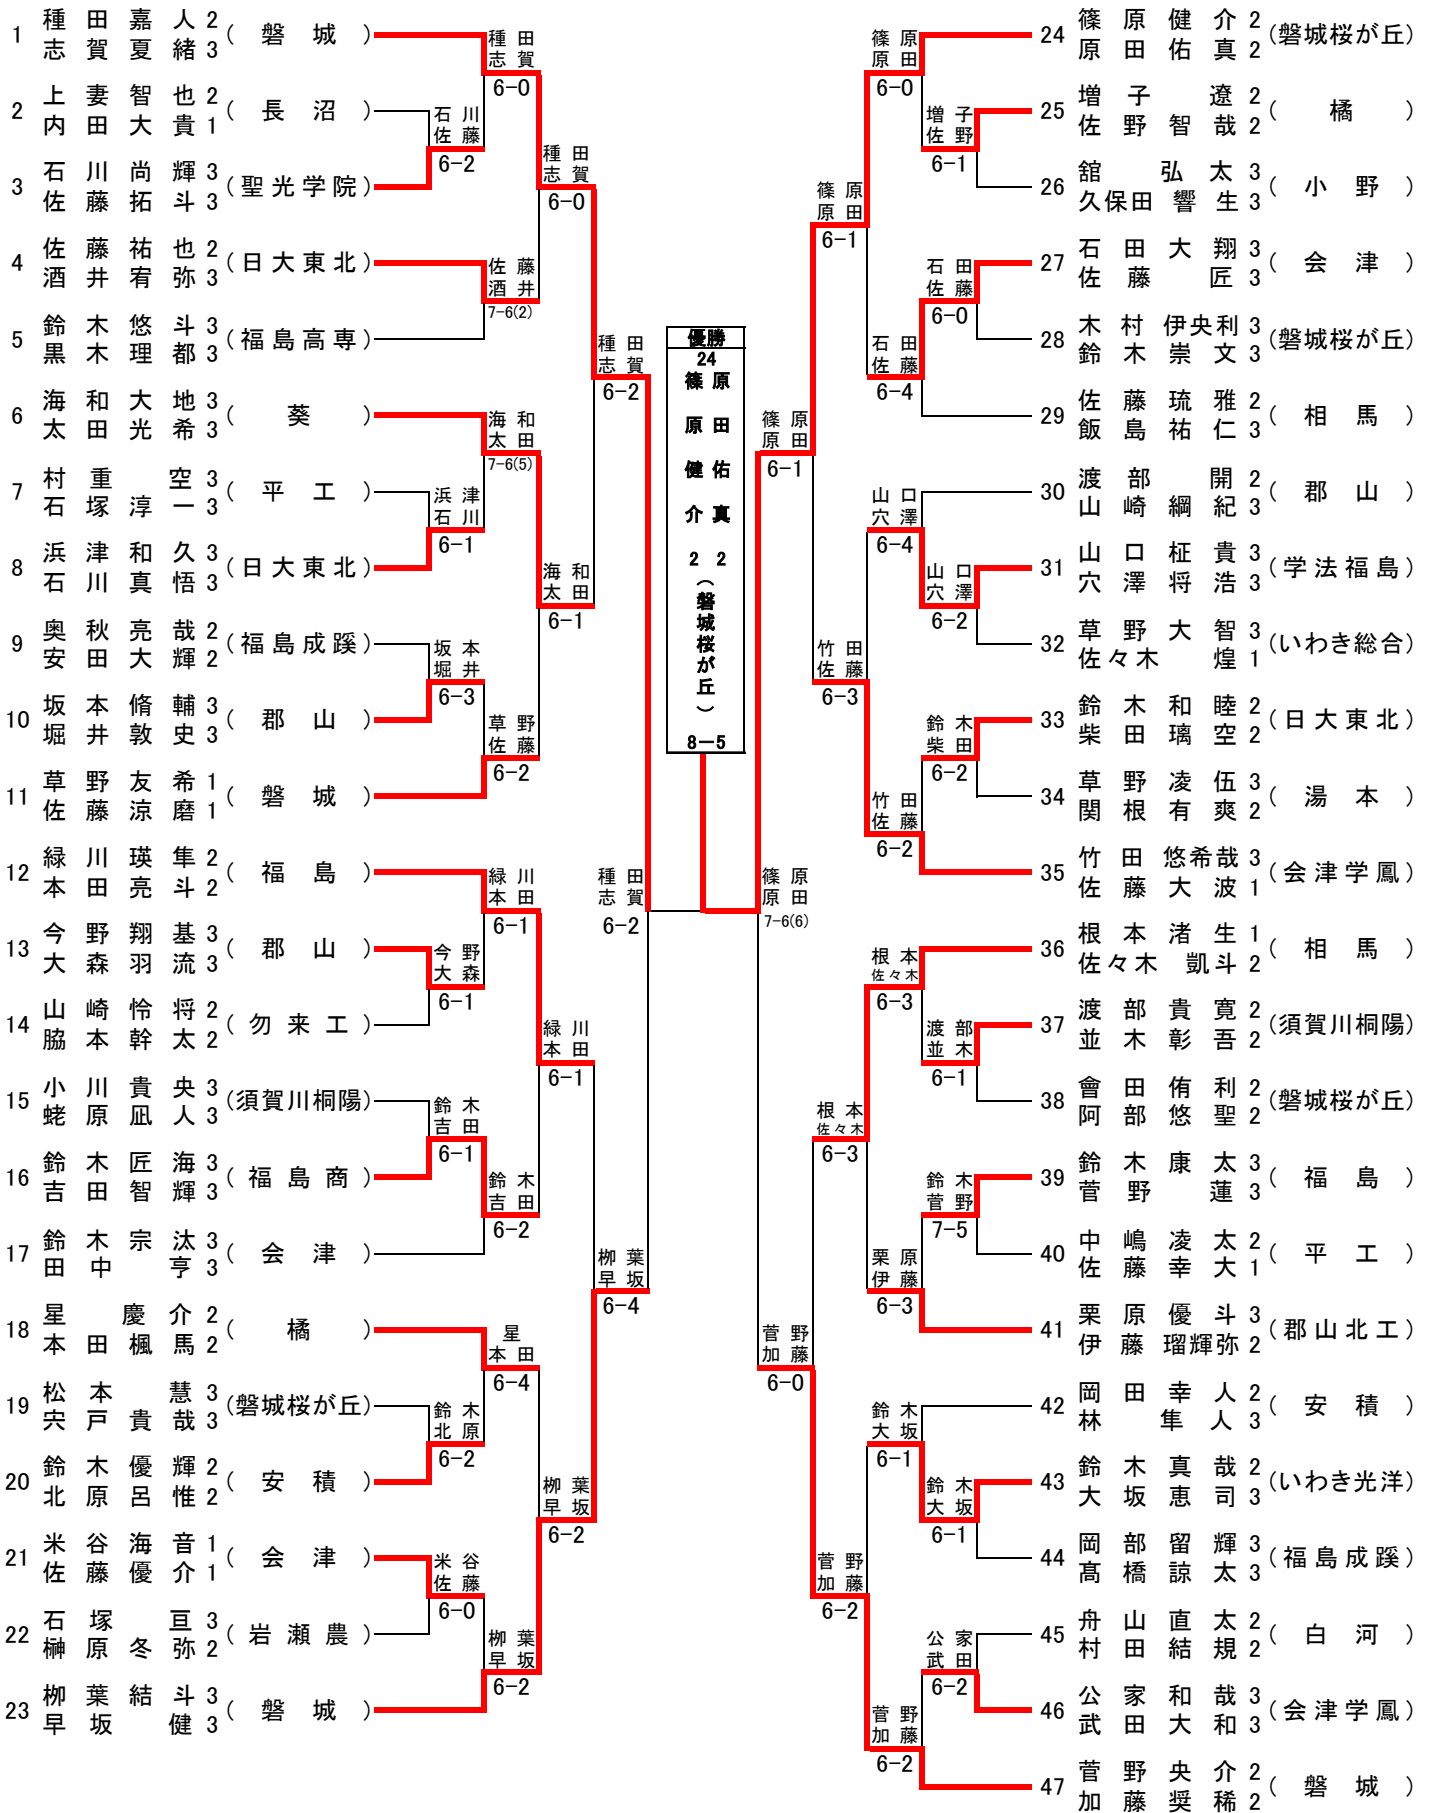 1 種田嘉人 2 (磐城)
志賀夏緒 3
2 上妻智也 2 (長沼)
内田大貴 1
3 石川尚輝 3 (聖光学院)
佐藤拓斗 3
4 佐藤祐也 2 (日大東北)
酒井宥弥 3
5 鈴木悠斗 3 (福島高専)
黒木理都 3
6 海和大地 3 (葵)
太田光希 3
7 村重空 3 (平工)
石塚淳一 3
8 浜津和久 3 (日大東北)
石川真悟 3
9 奥秋亮哉 2 (福島成蹊)
安田大輝 2
10 坂本脩輔 3 (郡山)
堀井敦史 3
11 草野友希 1 (磐城)
佐藤涼磨 1
12 緑川瑛隼 2 (福島)
本田亮斗 2
13 今野翔基 3 (郡山)
大森羽流 3
14 山崎怜将 2 (勿来工)
脇本幹太 2
15 小川貴央 3 (須賀川桐陽)
蛯原凪人 3
16 鈴木匠海 3 (福島商)
吉田智輝 3
17 鈴木宗汰 3 (会津)
田中亨 3
18 星慶介 2 (橘)
本田楓馬 2
19 松本慧 3 (磐城桜が丘)
宍戸貴哉 3
20 鈴木優輝 2 (安積)
北原呂惟 2
21 米谷海音 1 (会津)
佐藤優介 1
22 石塚亘 3 (岩瀬農)
榊原冬弥 2
23 栁葉結斗 3 (磐城)
早坂健 3
石川
佐藤
6-2
浜津
石川
6-1
坂本
堀井
6-3
今野
大森
6-1
鈴木
吉田
6-1
鈴木
北原
6-2
米谷
佐藤
6-0
種田
志賀
6-0
佐藤
酒井
7-6(2)
海和
太田
7-6(5)
草野
佐藤
6-2
緑川
本田
6-1
鈴木
吉田
6-2
星
本田
6-4
栁葉
早坂
6-2
種田
志賀
6-0
海和
太田
6-1
緑川
本田
6-1
栁葉
早坂
6-2
種田
志賀
6-2
栁葉
早坂
6-4
種田
志賀
6-2
優勝
24
篠原健介 2
原田佑真 2
(磐城桜が丘)
8-5
篠原
原田
7-6(6)
篠原
原田
6-1
菅野
加藤
6-0
篠原
原田
6-1
竹田
佐藤
6-3
根本
佐々木
6-3
菅野
加藤
6-2
篠原
原田
6-0
石田
佐藤
6-4
山口
穴澤
6-4
竹田
佐藤
6-2
根本
佐々木
6-3
栗原
伊藤
6-3
鈴木
大坂
6-1
菅野
加藤
6-2
増子
佐野
6-1
石田
佐藤
6-0
山口
穴澤
6-2
鈴木
柴田
6-2
渡部
並木
6-1
鈴木
菅野
7-5
鈴木
大坂
6-1
公家
武田
6-2
24 篠原健介 2 (磐城桜が丘)
原田佑真 2
25 増子遼 2 (橘)
佐野智哉 2
26 舘弘太 3 (小野)
久保田響生 3
27 石田大翔 3 (会津)
佐藤匠 3
28 木村伊央利 3 (磐城桜が丘)
鈴木崇文 3
29 佐藤琉雅 2 (相馬)
飯島祐仁 3
30 渡部開 2 (郡山)
山崎綱紀 3
31 山口柾貴 3 (学法福島)
穴澤将浩 3
32 草野大智 3 (いわき総合)
佐々木煌 1
33 鈴木和睦 2 (日大東北)
柴田璃空 2
34 草野凌伍 3 (湯本)
関根有爽 2
35 竹田悠希哉 3 (会津学鳳)
佐藤大波 1
36 根本渚生 1 (相馬)
佐々木凱斗 2
37 渡部貴寛 2 (須賀川桐陽)
並木彰吾 2
38 會田侑利 2 (磐城桜が丘)
阿部悠聖 2
39 鈴木康太 3 (福島)
菅野蓮 3
40 中嶋凌太 2 (平工)
佐藤幸大 1
41 栗原優斗 3 (郡山北工)
伊藤瑠輝弥 2
42 岡田幸人 2 (安積)
林隼人 3
43 鈴木真哉 2 (いわき光洋)
大坂恵司 3
44 岡部留輝 3 (福島成蹊)
髙橋諒太 3
45 舟山直太 2 (白河)
村田結規 2
46 公家和哉 3 (会津学鳳)
武田大和 3
47 菅野央介 2 (磐城)
加藤奨稀 2